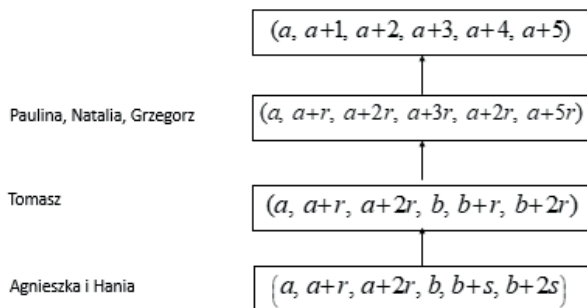 (a, a+1, a+2, a+3, a+4, a+5)
Paulina, Natalia, Grzegorz (a, a+r, a+2r, a+3r, a+2r, a+5r)
Tomasz (a, a+r, a+2r, b, b+r, b+2r)
Agnieszka i Hania (a, a+r, a+2r, b, b+s, b+2s)